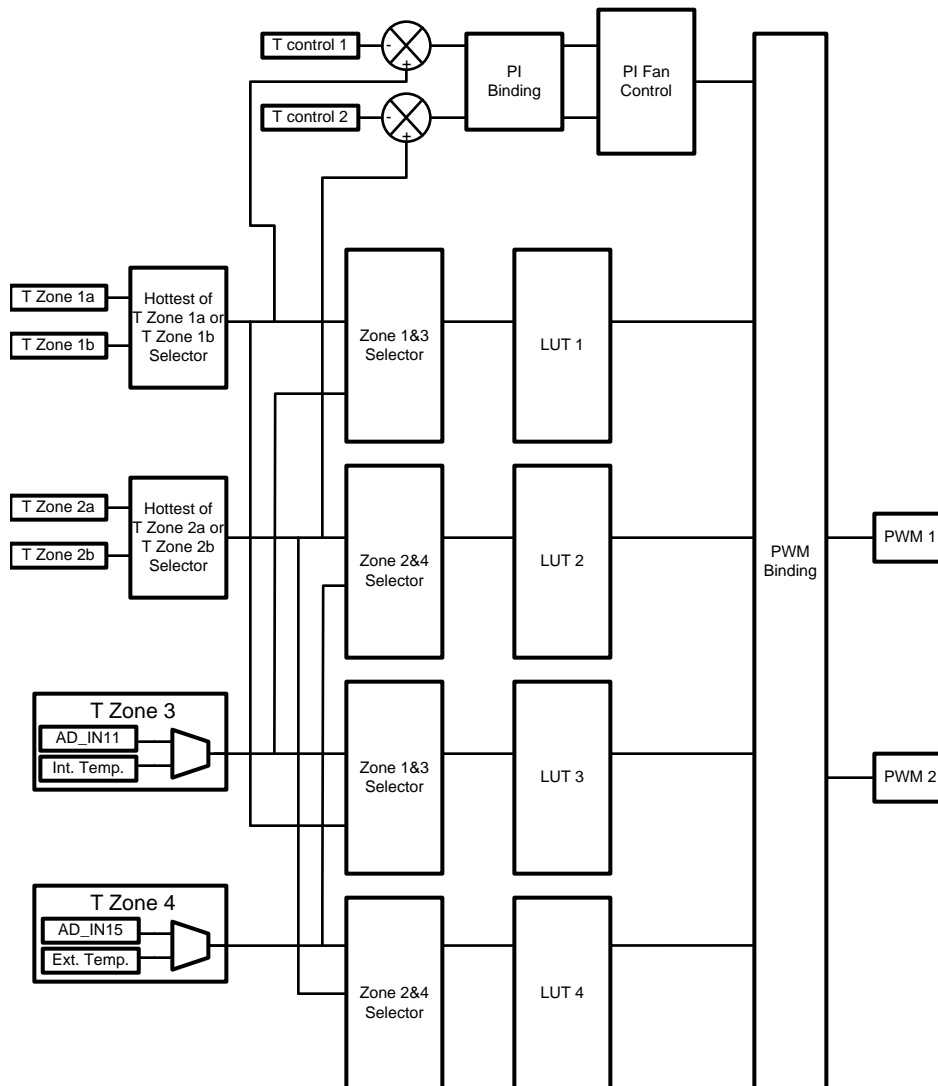 T control 1
-
+
T control 2
-
+
PI
Binding
PI Fan
Control
T Zone 1a
T Zone 1b
Hottest of
T Zone 1a or
T Zone 1b
Selector
Zone 1&3
Selector
LUT 1
T Zone 2a
T Zone 2b
Hottest of
T Zone 2a or
T Zone 2b
Selector
Zone 2&4
Selector
LUT 2
PWM
Binding
PWM 1
T Zone 3
AD_IN11
Int. Temp.
Zone 1&3
Selector
LUT 3
PWM 2
T Zone 4
AD_IN15
Ext. Temp.
Zone 2&4
Selector
LUT 4